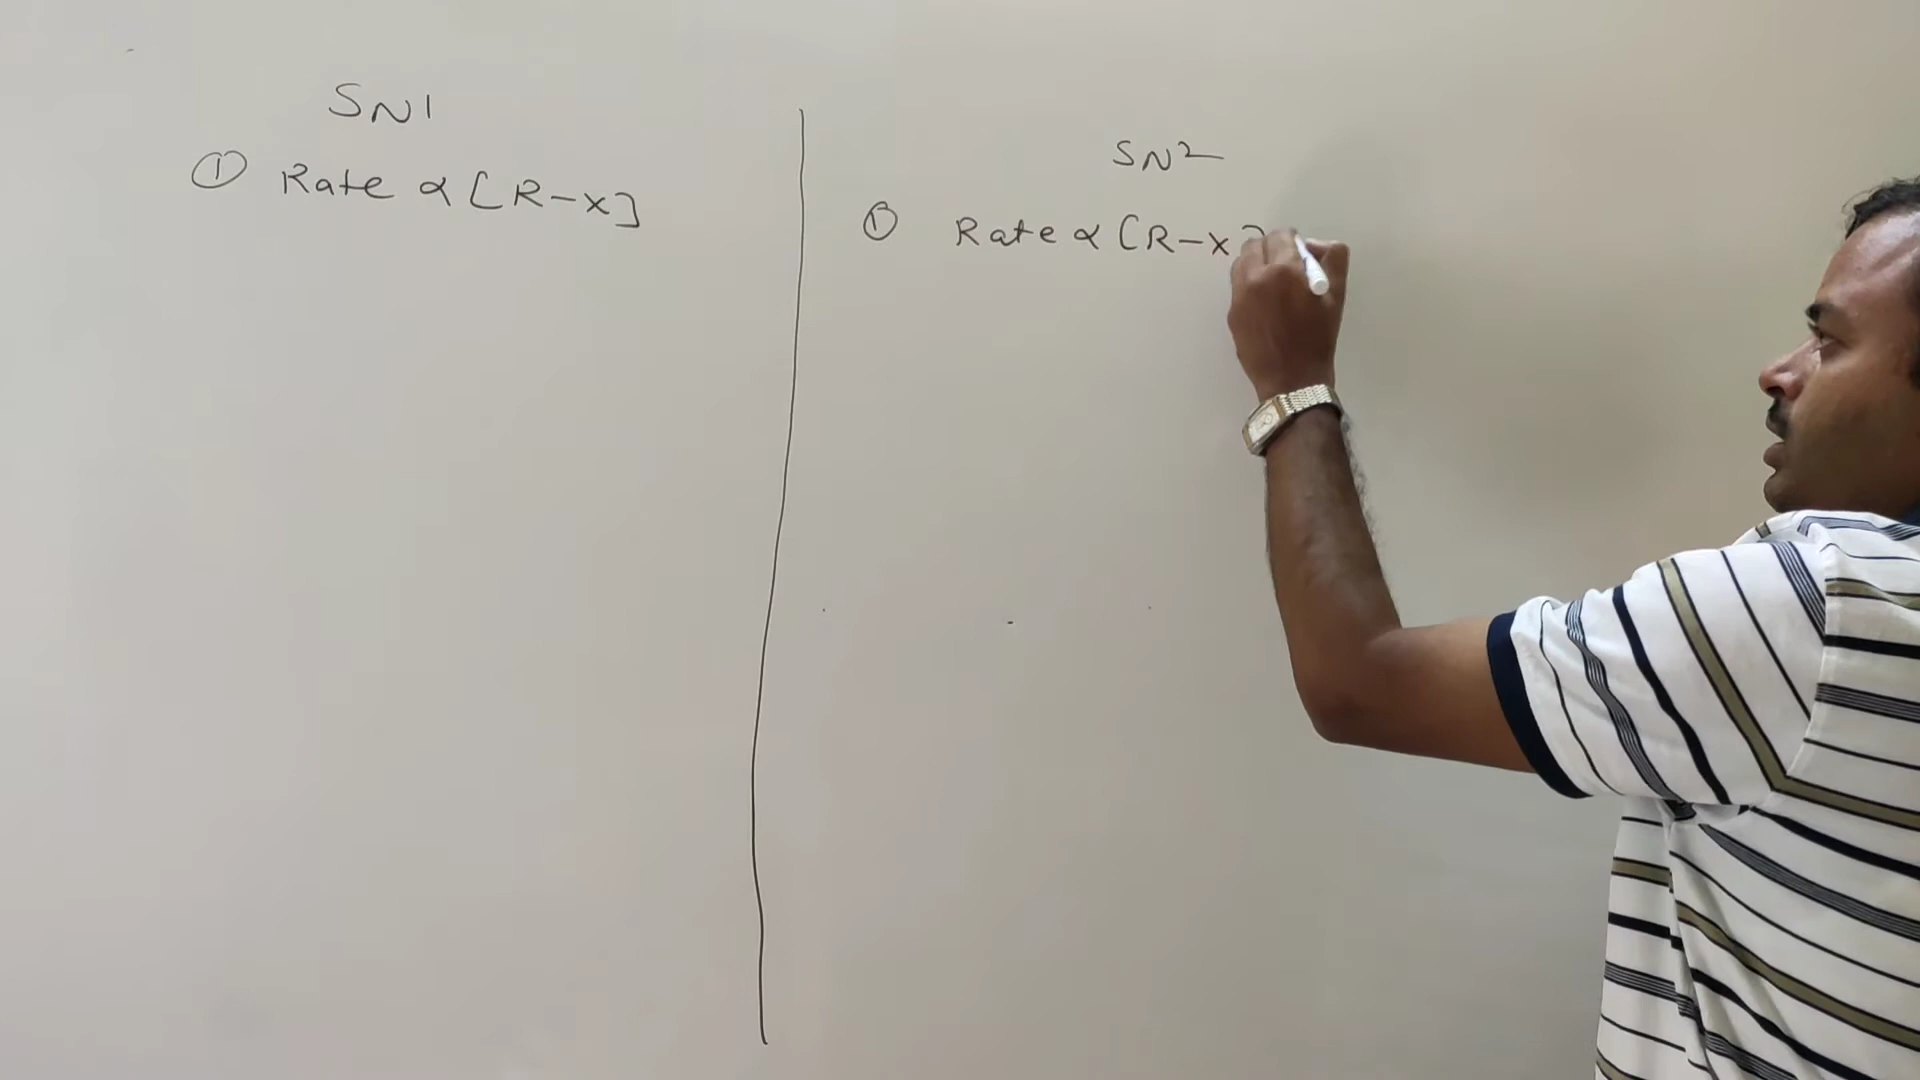 SN1
① Rate ∝ [R-x]
SN2
① Rate ∝ [R-x]